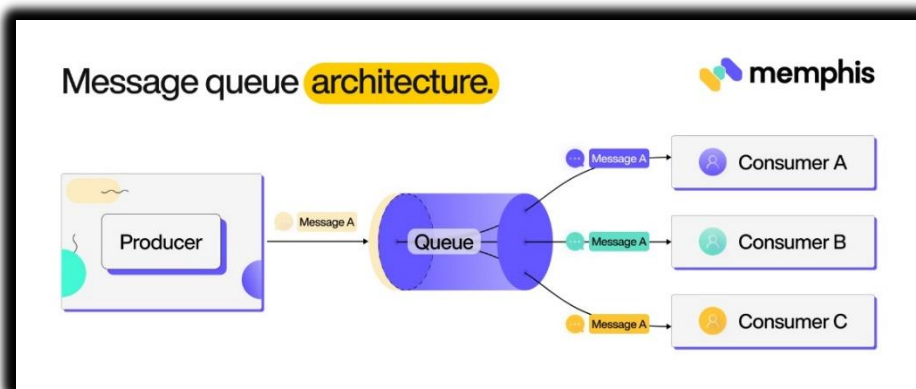 Message queue architecture.
memphis
Producer
Message A
Queue
Message A
Consumer A
Message A
Consumer B
Message A
Consumer C